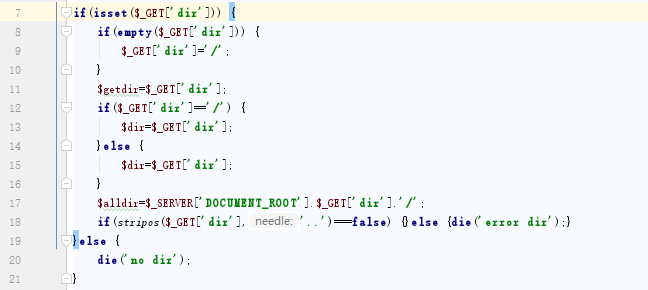 7 if(isset($_GET['dir'])) {
8 if(empty($_GET['dir'])) {
9 $_GET['dir']='/';
10 }
11 $getdir=$_GET['dir'];
12 if($_GET['dir']=='/') {
13 $dir=$_GET['dir'];
14 }else {
15 $dir=$_GET['dir'];
16 }
17 $alldir=$_SERVER['DOCUMENT_ROOT'].$_GET['dir'].'/';
18 if(stripos($_GET['dir'], needle: '..')===false) {}else {die('error dir');}
19 }else {
20 die('no dir');
21 }